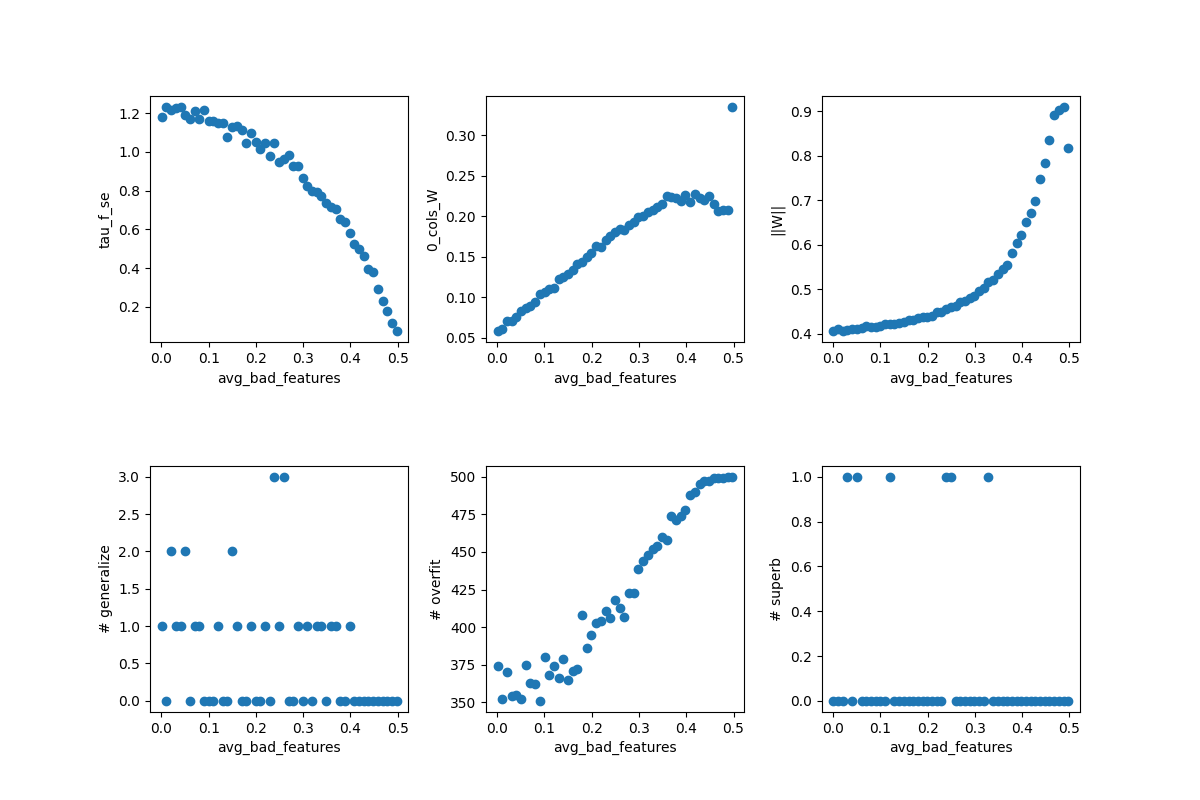 tau_f_se
1.2
1.0
0.8
0.6
0.4
0.2
0.0 0.1 0.2 0.3 0.4 0.5
avg_bad_features
0_cols_W
0.30
0.25
0.20
0.15
0.10
0.05
0.0 0.1 0.2 0.3 0.4 0.5
avg_bad_features
||W||
0.9
0.8
0.7
0.6
0.5
0.4
0.0 0.1 0.2 0.3 0.4 0.5
avg_bad_features
# generalize
3.0
2.5
2.0
1.5
1.0
0.5
0.0
0.0 0.1 0.2 0.3 0.4 0.5
avg_bad_features
# overfit
500
475
450
425
400
375
350
0.0 0.1 0.2 0.3 0.4 0.5
avg_bad_features
# superb
1.0
0.8
0.6
0.4
0.2
0.0
0.0 0.1 0.2 0.3 0.4 0.5
avg_bad_features